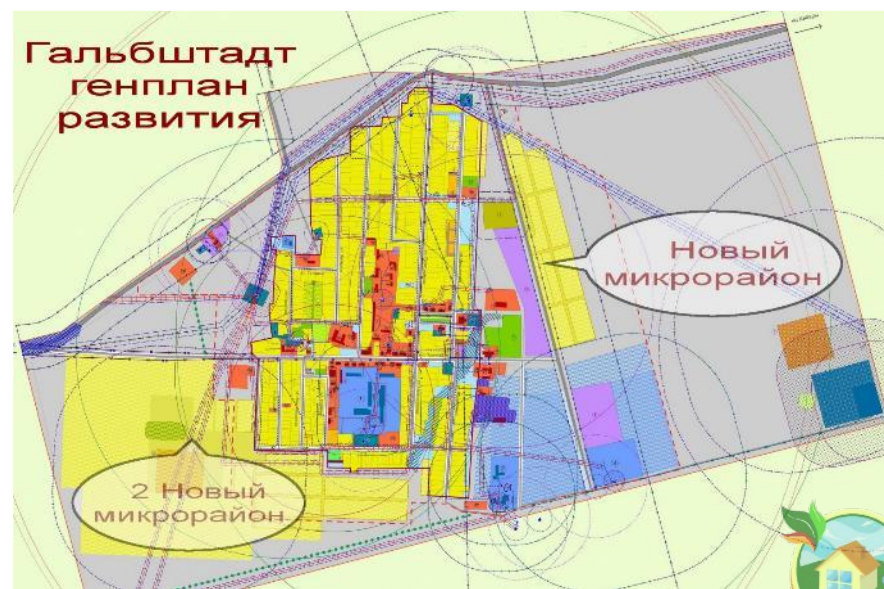 Гальбштадт
генплан
развития
Новый
микрорайон
2 Новый
микрорайон